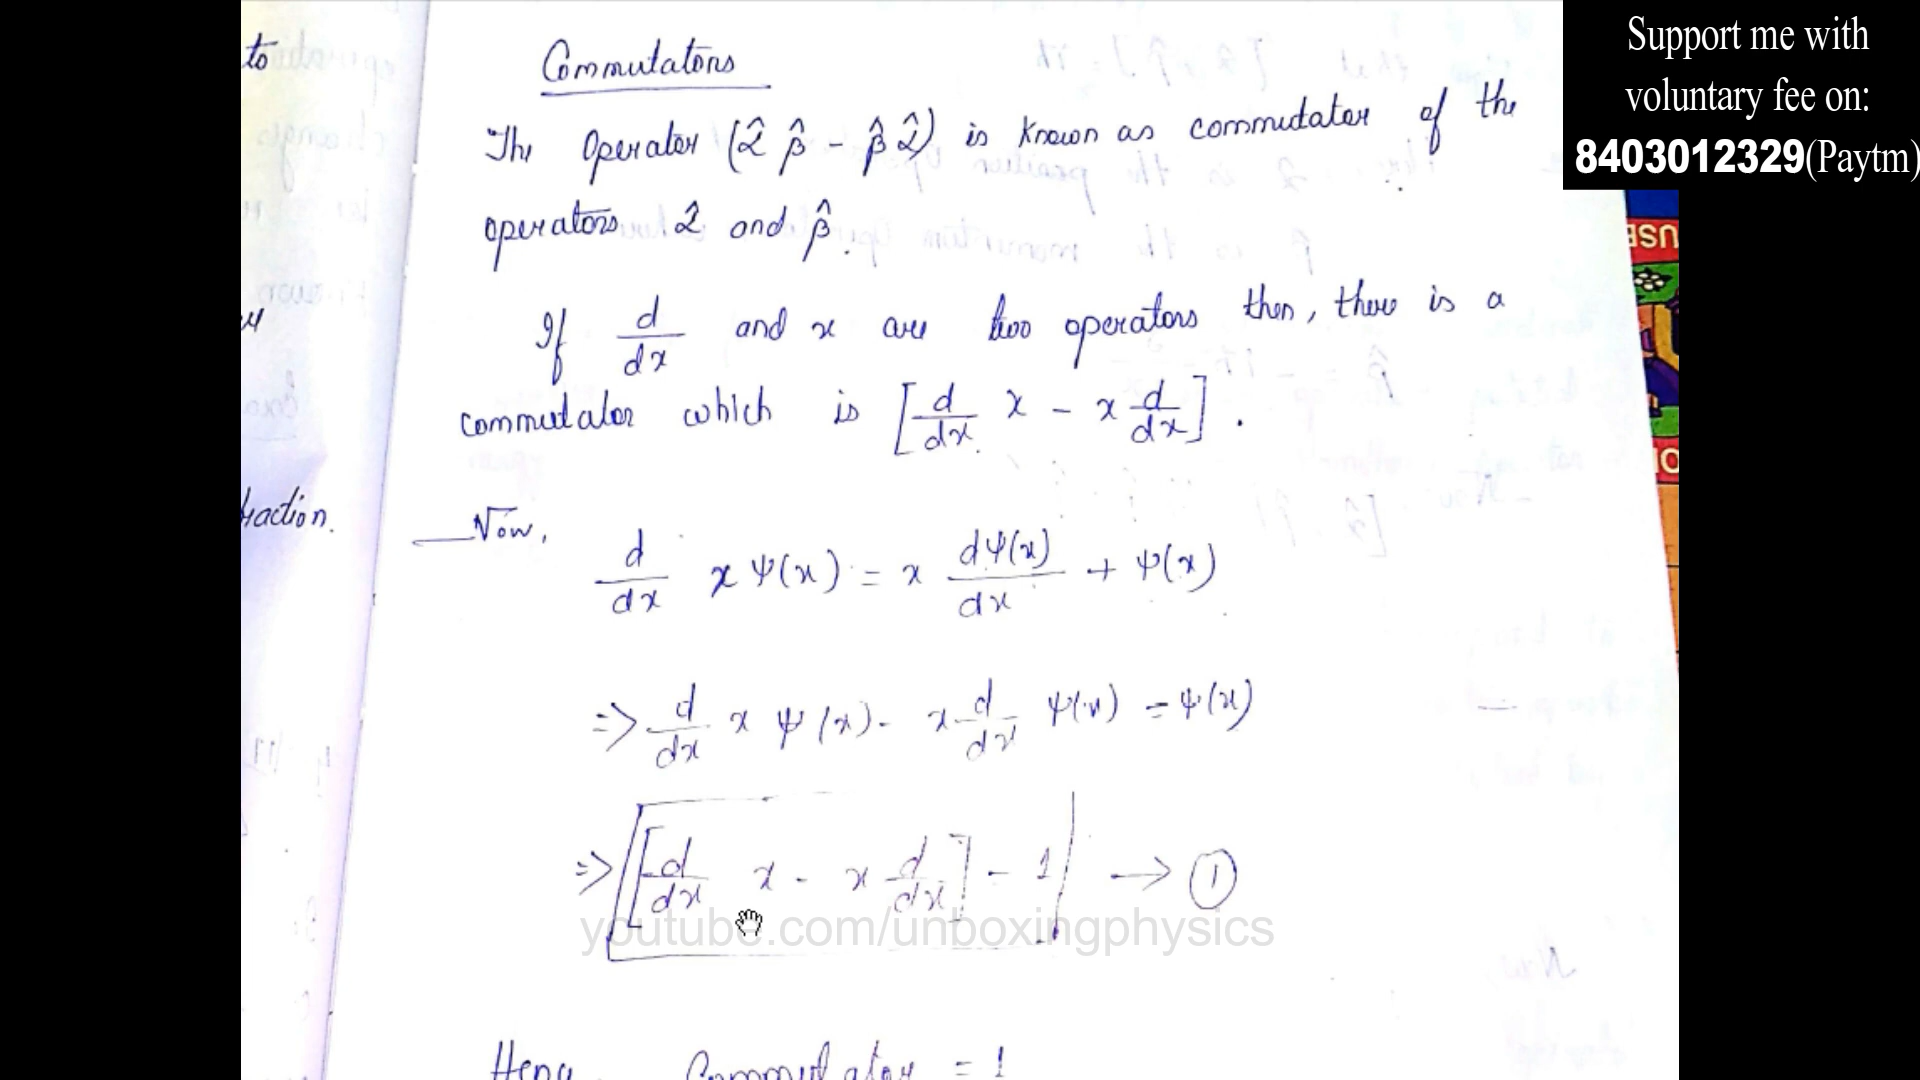 to
Commutators
The operator (α̂ β̂ - β̂ α̂) is known as commutator of the
operators α̂ and β̂.
If d/dx and x are two operators then, there is a
commutator which is [d/dx x - x d/dx].
traction.
Now,
d/dx x Ψ(x) = x dΨ(x)/dx + Ψ(x)
=> d/dx x Ψ(x) - x d/dx Ψ(x) = Ψ(x)
=> [d/dx x - x d/dx] - 1 → ①
Commutator = 1
Support me with
voluntary fee on:
8403012329(Paytm)
youtube.com/unboxingphysics